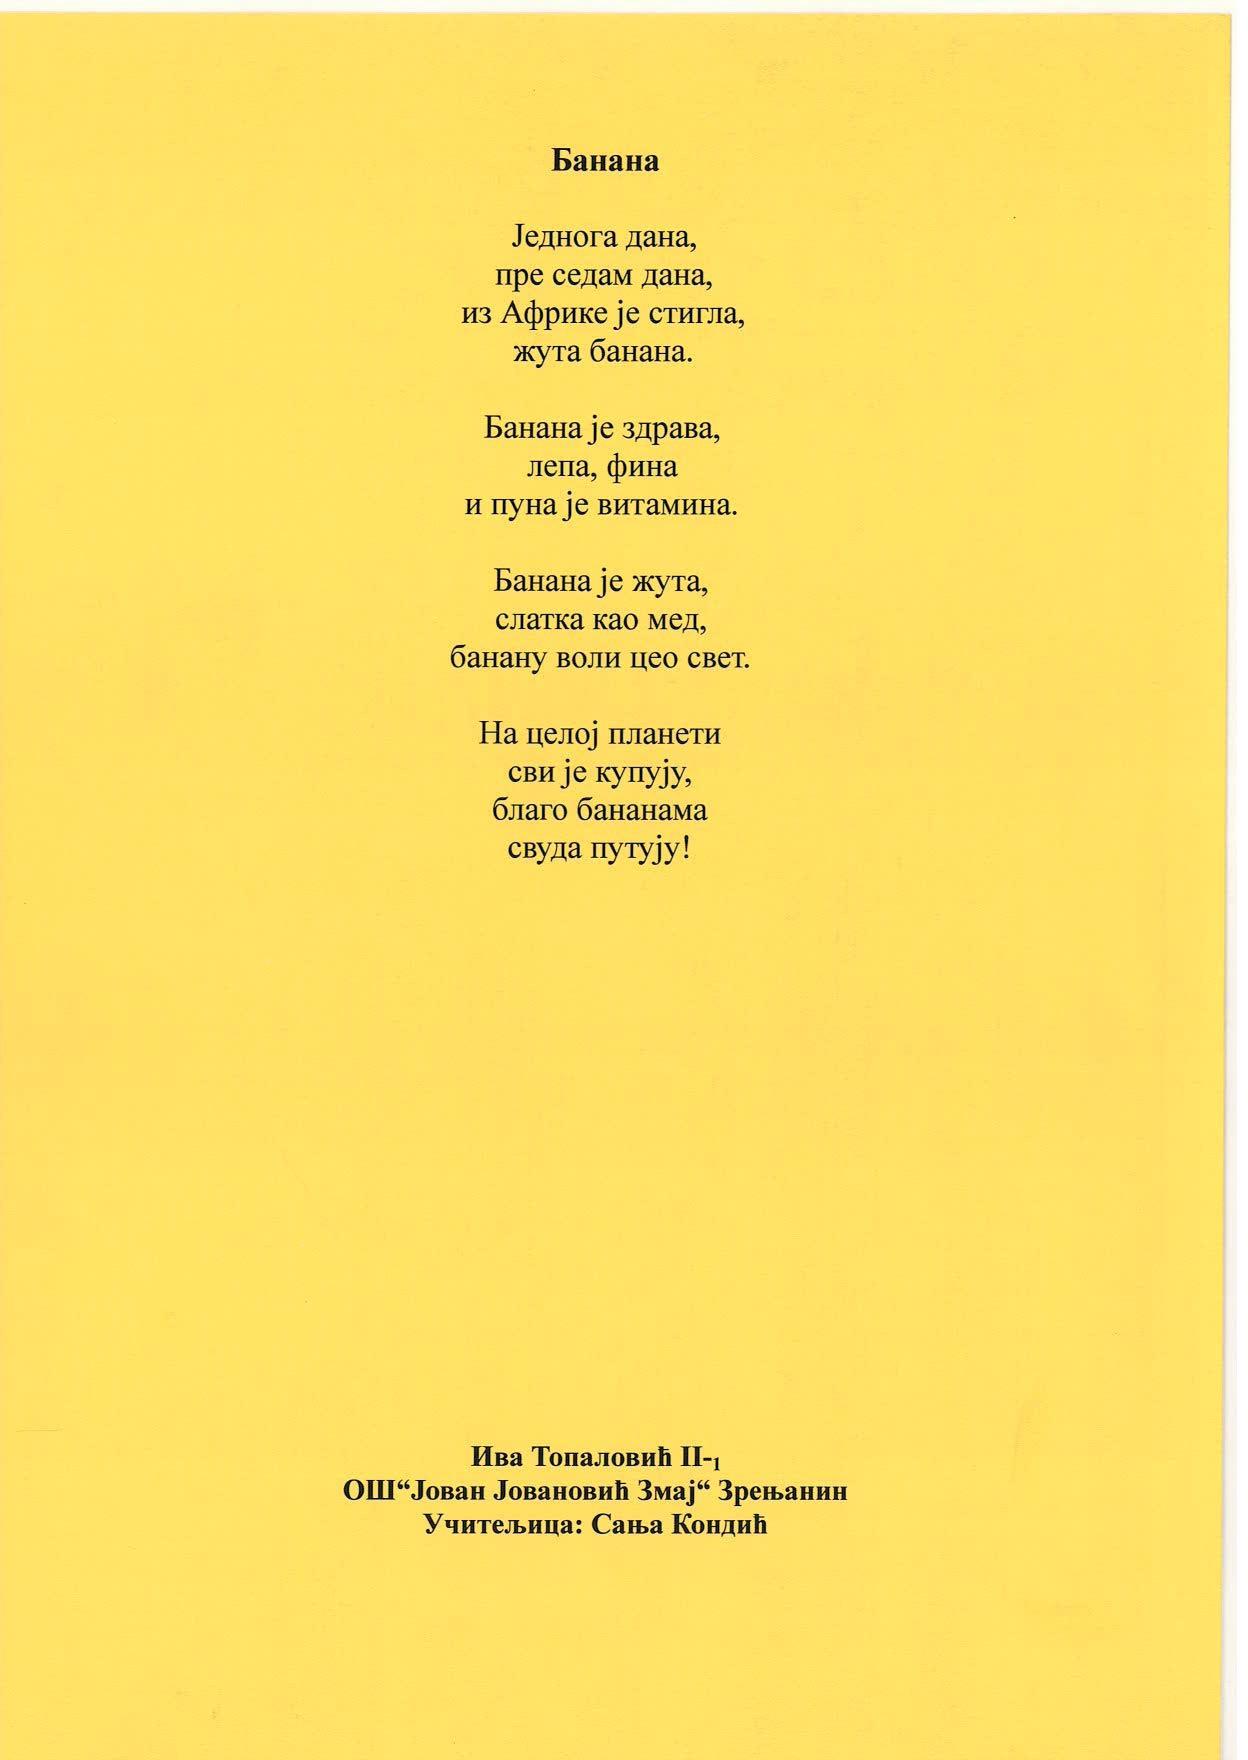 Банана
Једнога дана,
пре седам дана,
из Африке је стигла,
жута банана.
Банана је здрава,
лепа, фина
и пуна је витамина.
Банана је жута,
слатка као мед,
банану воли цео свет.
На целој планети
сви је купују,
благо бананама
свуда путују!
Ива Топаловић II-1
ОШ“Јован Јовановић Змај“ Зрењанин
Учитељица: Сања Кондић